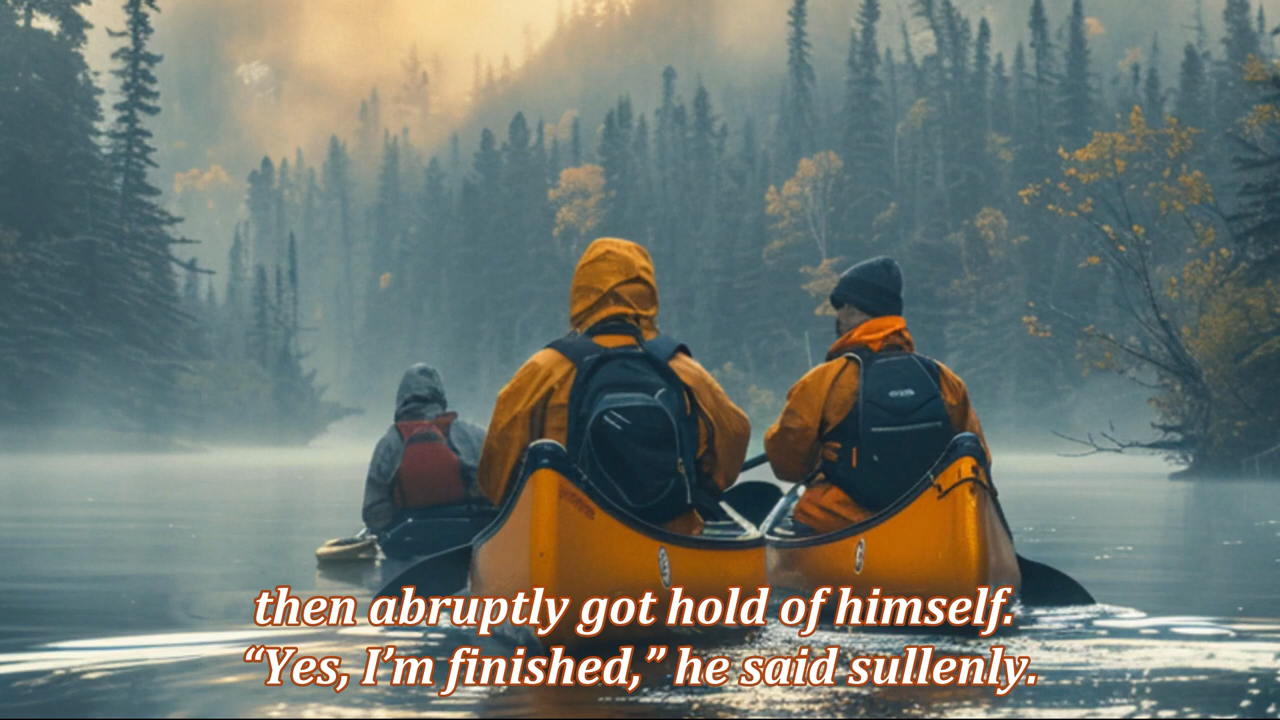 then abruptly got hold of himself.
“Yes, I’m finished,” he said sullenly.